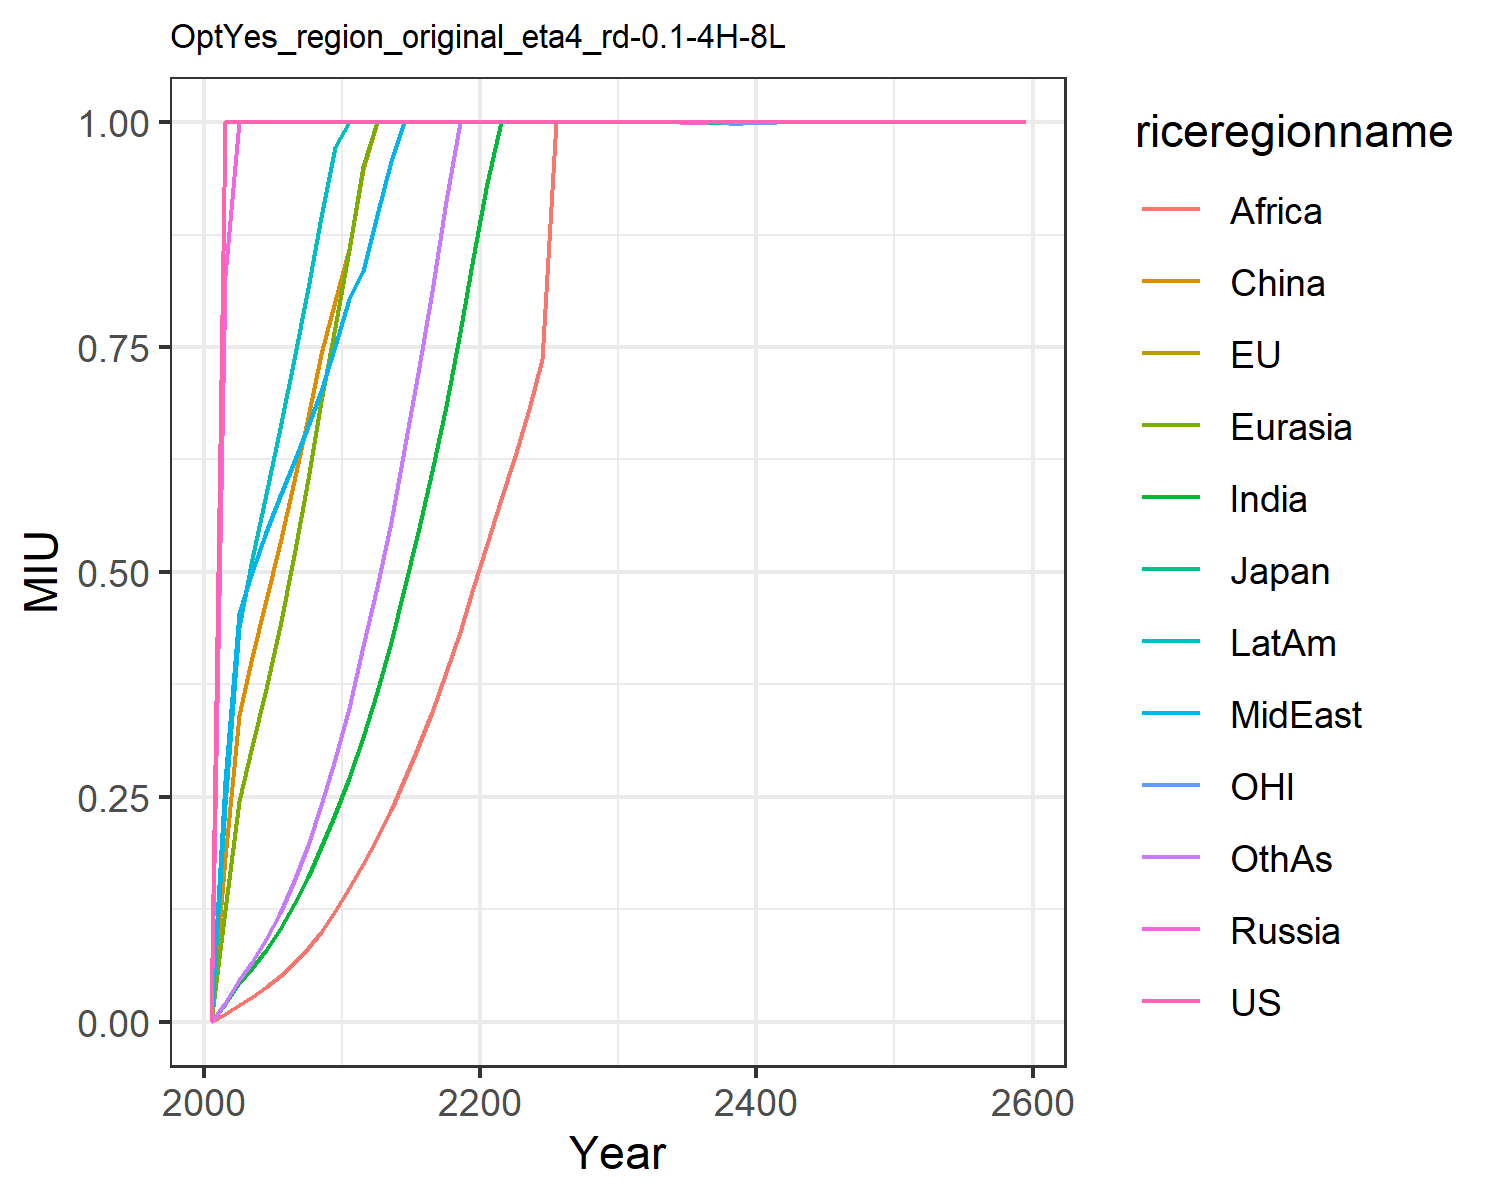 OptYes_region_original_eta4_rd-0.1-4H-8L
1.00
0.75
0.50
0.25
0.00
MIU
2000 2200 2400 2600
Year
riceregionname
Africa
China
EU
Eurasia
India
Japan
LatAm
MidEast
OHI
OthAs
Russia
US